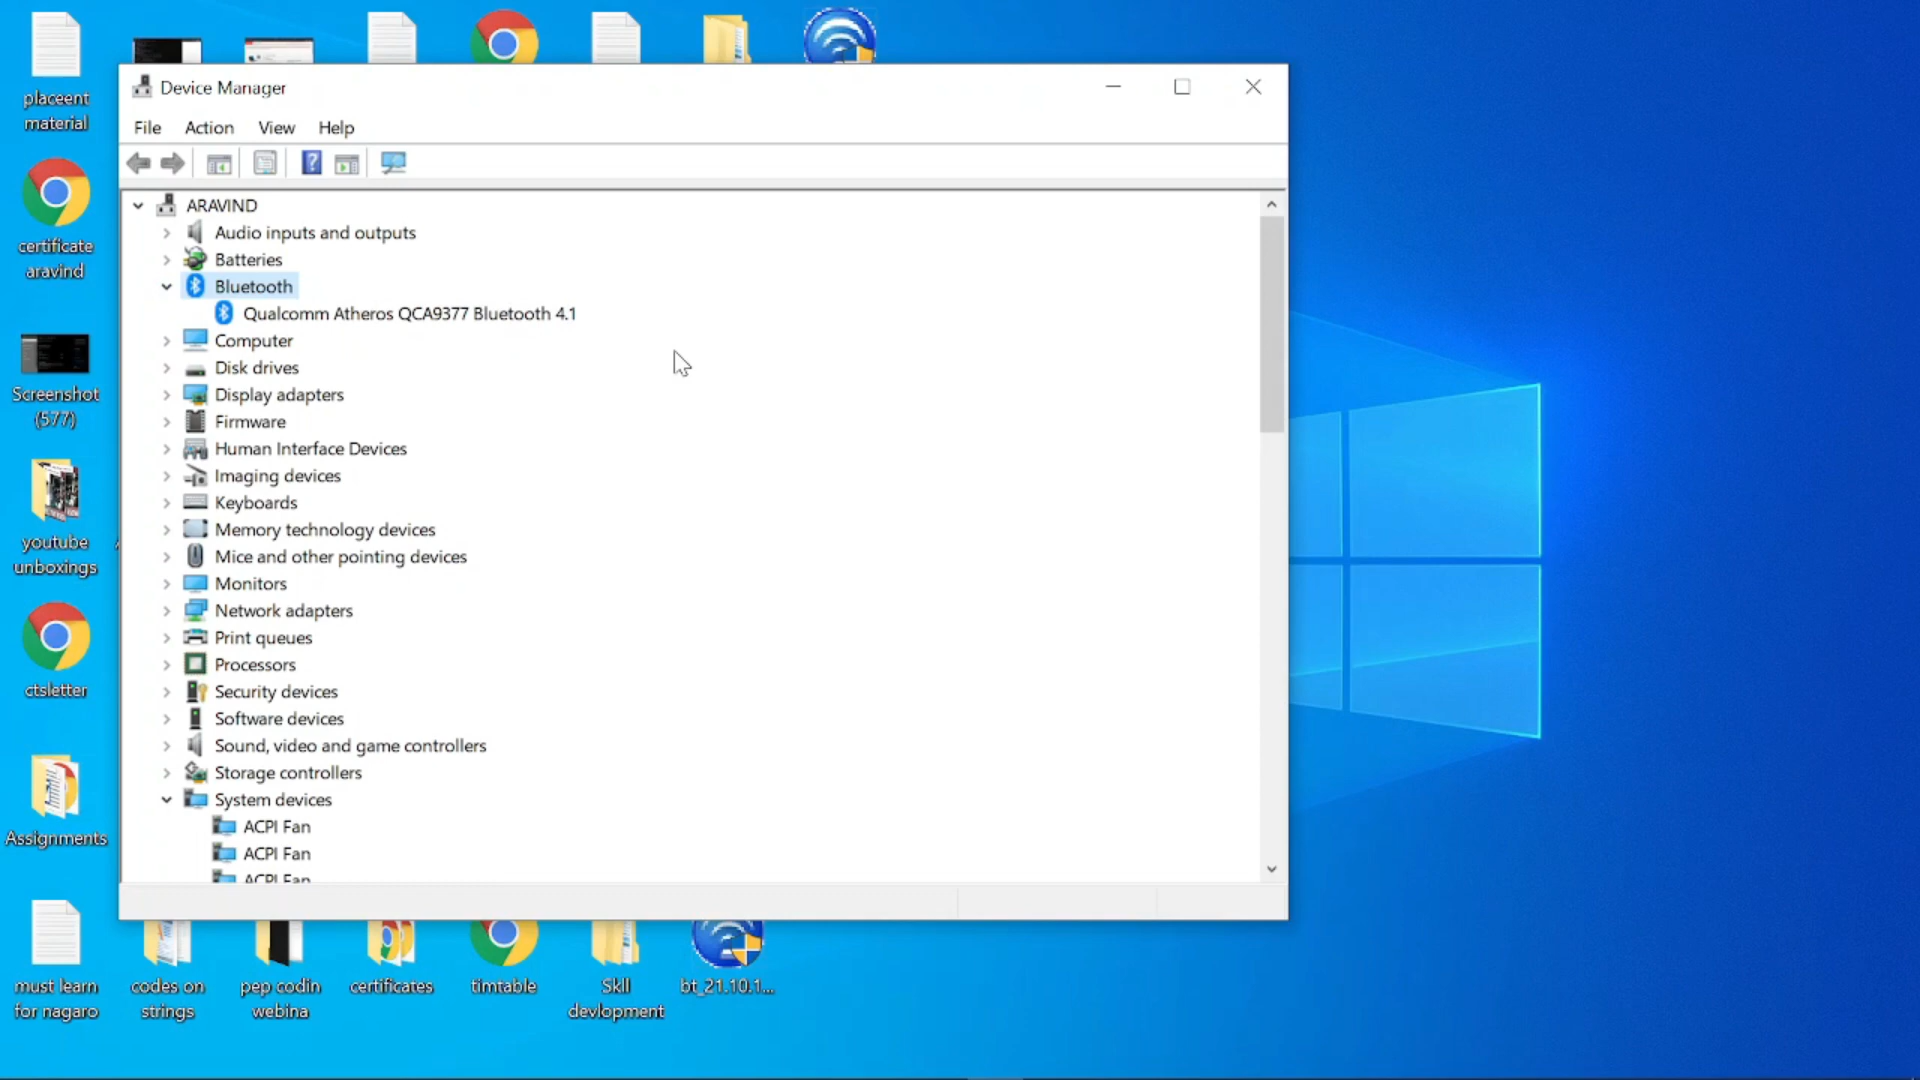 Device Manager
File Action View Help
ARAVIND
Audio inputs and outputs
Batteries
Bluetooth
Qualcomm Atheros QCA9377 Bluetooth 4.1
Computer
Disk drives
Display adapters
Firmware
Human Interface Devices
Imaging devices
Keyboards
Memory technology devices
Mice and other pointing devices
Monitors
Network adapters
Print queues
Processors
Security devices
Software devices
Sound, video and game controllers
Storage controllers
System devices
ACPI Fan
ACPI Fan
ACPI Fan
placeent
material
certificate
aravind
Screenshot
(577)
youtube
unboxings
ctsletter
Assignments
must learn
for nagaro
codes on
strings
pep codin
webina
certificates
timtable
Skll
devlopment
bt_21.10.1...